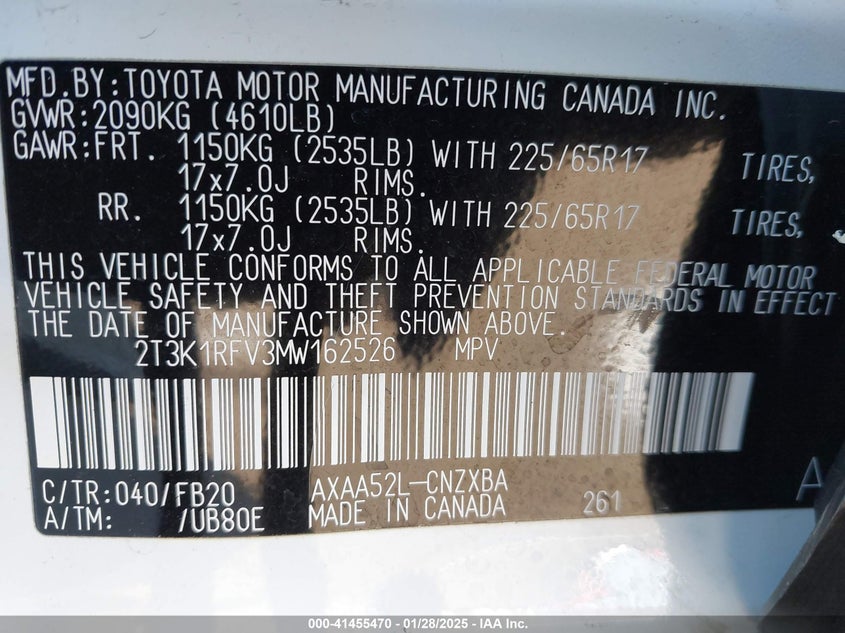 MFD.BY:TOYOTA MOTOR MANUFACTURING CANADA INC.
GVWR:2090KG (4610LB)
GAWR:FRT. 1150KG (2535LB) WITH 225/65R17 TIRES,
17x7.0J RIMS.
RR. 1150KG (2535LB) WITH 225/65R17 TIRES,
17x7.0J RIMS.
THIS VEHICLE CONFORMS TO ALL APPLICABLE FEDERAL MOTOR
VEHICLE SAFETY AND THEFT PREVENTION STANDARDS IN EFFECT
THE DATE OF MANUFACTURE SHOWN ABOVE.
2T3K1RFV3MW162526 MPV
C/TR:040/FB20 AXAA52L-CNZXBA A
A/TM: /UB80E MADE IN CANADA 261
000-41455470 - 01/28/2025 - IAA Inc.